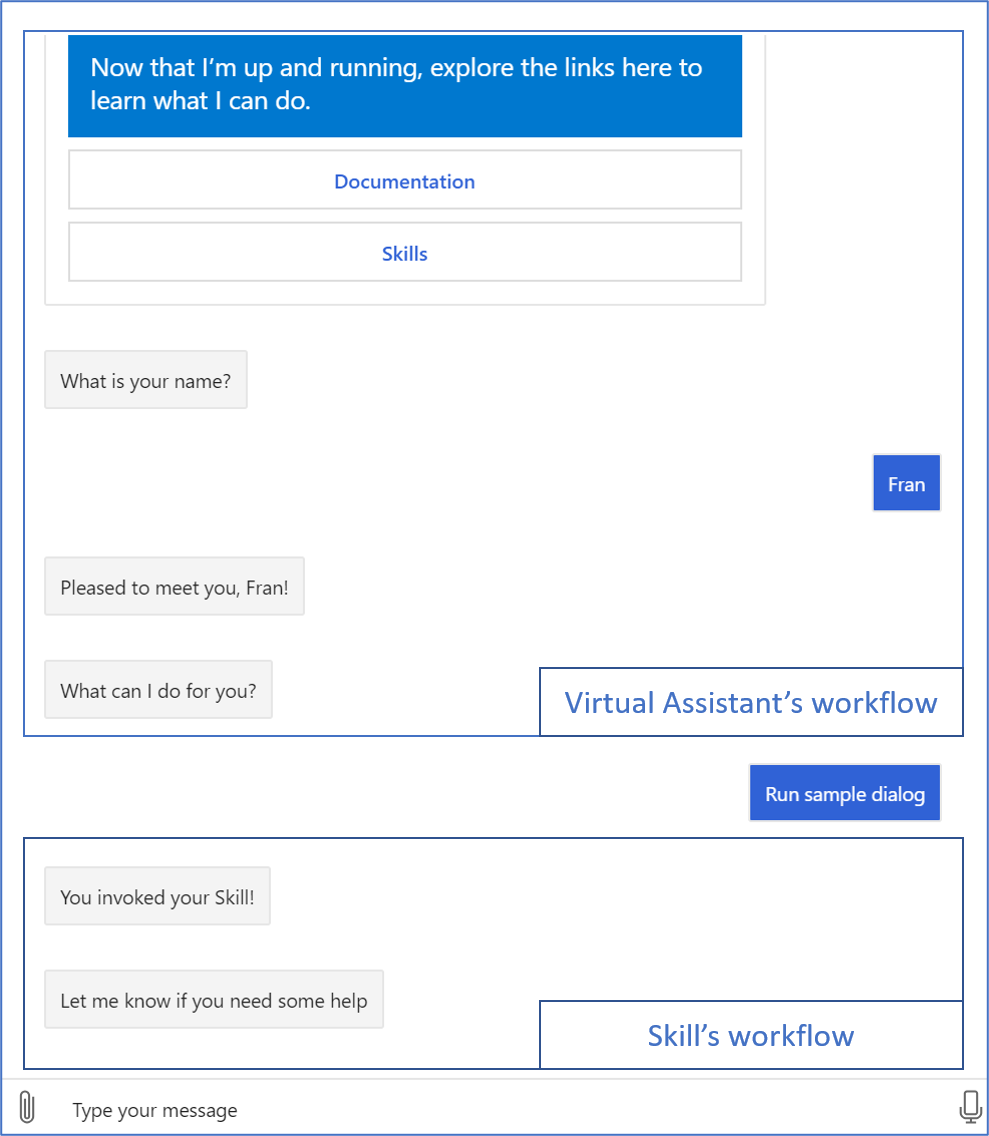 Now that I’m up and running, explore the links here to
learn what I can do.
Documentation
Skills
What is your name?
Fran
Pleased to meet you, Fran!
What can I do for you?
Virtual Assistant’s workflow
Run sample dialog
You invoked your Skill!
Let me know if you need some help
Skill’s workflow
Type your message